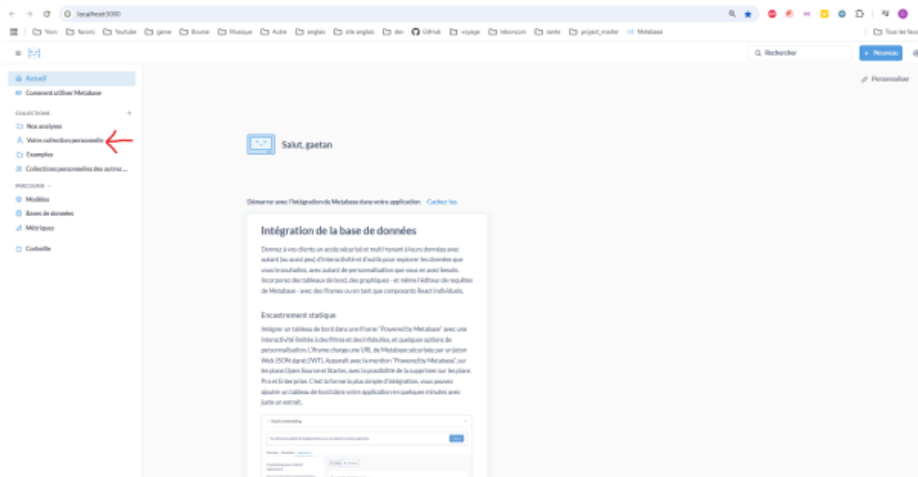 localhost:3000
Ynov
favoric
Youtube
game
Bourse
Musique
Autre
anglais
site anglais
dev
GitHub
voyage
leboncoin
sante
project_master
Metabase
Tous les favoris
Rechercher
+ Nouveau
Accueil
Comment utiliser Metabase
Personnaliser
COLLECTIONS
Nos analyses
Votre collection personnelle
Examples
Collections personnelles des autres ...
PARCOURIR
Modèles
Bases de données
Métriques
Corbeille
Salut, gaetan
Démarrer avec l'intégration de Metabase dans votre application
Cachez-les
Intégration de la base de données
Donnez à vos clients un accès sécurisé et multi-tenant à leurs données avec
autant (ou aussi peu) d'interactivité et d'outils pour explorer les données que
vous le souhaitez, avec autant de personnalisation que vous en avez besoin.
Incorporez des tableaux de bord, des graphiques - et même l'éditeur de requêtes
de Metabase - avec des iframes ou en tant que composants React individuels.
Encastrement statique
Intégrer un tableau de bord dans une iframe "Powered by Metabase" avec une
interactivité limitée à des filtres et des infobulles, et quelques options de
personnalisation. L'iframe charge une URL de Metabase sécurisée par un jeton
Web JSON signé (JWT). Apparaît avec la mention "Powered by Metabase", sur
les plans Open Source et Starter, avec la possibilité de la supprimer sur les plans
Pro et Enterprise. C'est la forme la plus simple d'intégration, vous pouvez
ajouter un tableau de bord dans votre application en quelques minutes avec
juste un extrait.
Static embedding